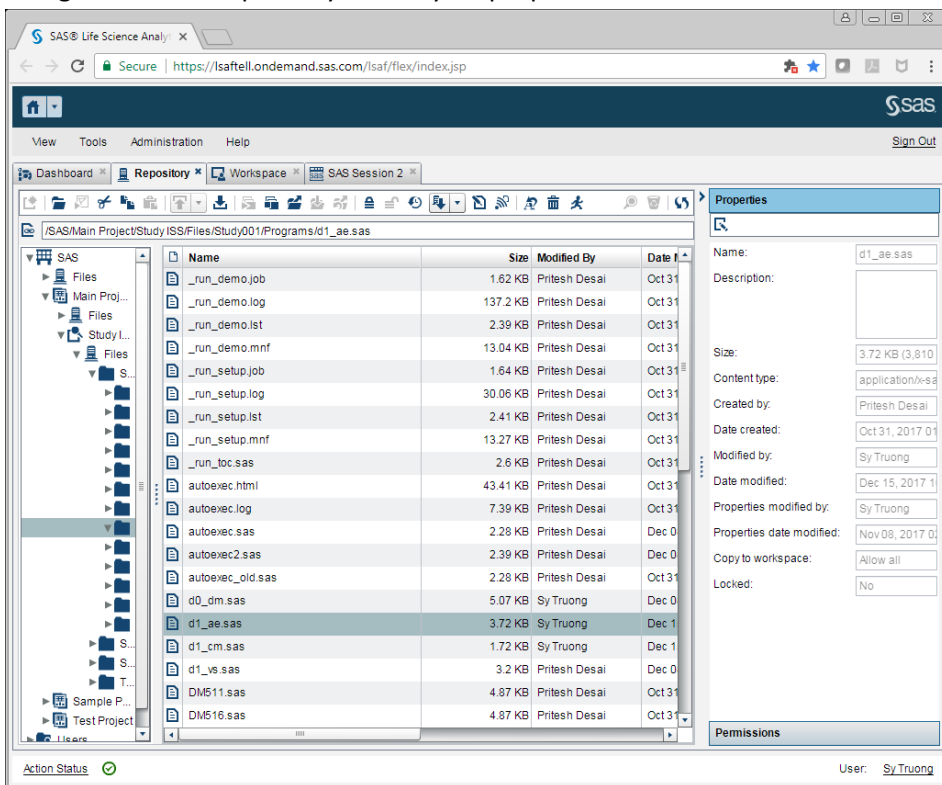 SAS® Life Science Analy
Secure | https://lsaftell.ondemand.sas.com/lsaf/flex/index.jsp
sas
View Tools Administration Help Sign Out
Dashboard Repository Workspace SAS Session 2
/SAS/Main Project/Study ISS/Files/Study001/Programs/d1_ae.sas
SAS
Files
Main Proj...
Files
Study I...
Files
S...
S...
S...
T...
Sample P...
Test Project
Users
Name Size Modified By Date M
_run_demo.job 1.62 KB Pritesh Desai Oct 31
_run_demo.log 137.2 KB Pritesh Desai Oct 31
_run_demo.lst 2.39 KB Pritesh Desai Oct 31
_run_demo.mnf 13.04 KB Pritesh Desai Oct 31
_run_setup.job 1.64 KB Pritesh Desai Oct 31
_run_setup.log 30.06 KB Pritesh Desai Oct 31
_run_setup.lst 2.41 KB Pritesh Desai Oct 31
_run_setup.mnf 13.27 KB Pritesh Desai Oct 31
_run_toc.sas 2.6 KB Pritesh Desai Oct 31
autoexec.html 43.41 KB Pritesh Desai Oct 31
autoexec.log 7.39 KB Pritesh Desai Oct 31
autoexec.sas 2.28 KB Pritesh Desai Dec 0
autoexec2.sas 2.39 KB Pritesh Desai Dec 0
autoexec_old.sas 2.28 KB Pritesh Desai Oct 31
d0_dm.sas 5.07 KB Sy Truong Dec 0
d1_ae.sas 3.72 KB Sy Truong Dec 1
d1_cm.sas 1.72 KB Sy Truong Dec 1
d1_vs.sas 3.2 KB Pritesh Desai Dec 0
DM511.sas 4.87 KB Pritesh Desai Oct 31
DM516.sas 4.87 KB Pritesh Desai Oct 31
Properties
Name: d1_ae.sas
Description:
Size: 3.72 KB (3,810
Content type: application/x-sa
Created by: Pritesh Desai
Date created: Oct 31, 2017 01
Modified by: Sy Truong
Date modified: Dec 15, 2017 1
Properties modified by: Sy Truong
Properties date modified: Nov 08, 2017 0
Copy to workspace: Allow all
Locked: No
Permissions
Action Status User: Sy Truong